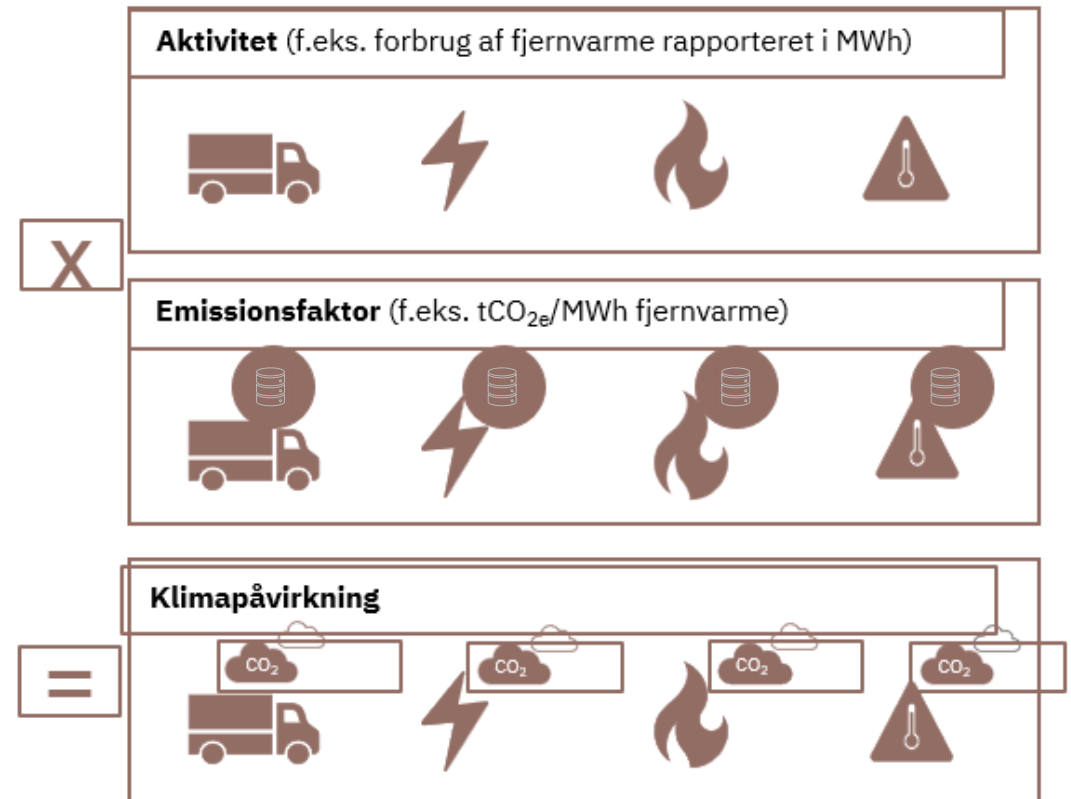 Aktivitet (f.eks. forbrug af fjernvarme rapporteret i MWh)
X
Emissionsfaktor (f.eks. tCO₂ₑ/MWh fjernvarme)
Klimapåvirkning
CO₂ CO₂ CO₂ CO₂
=